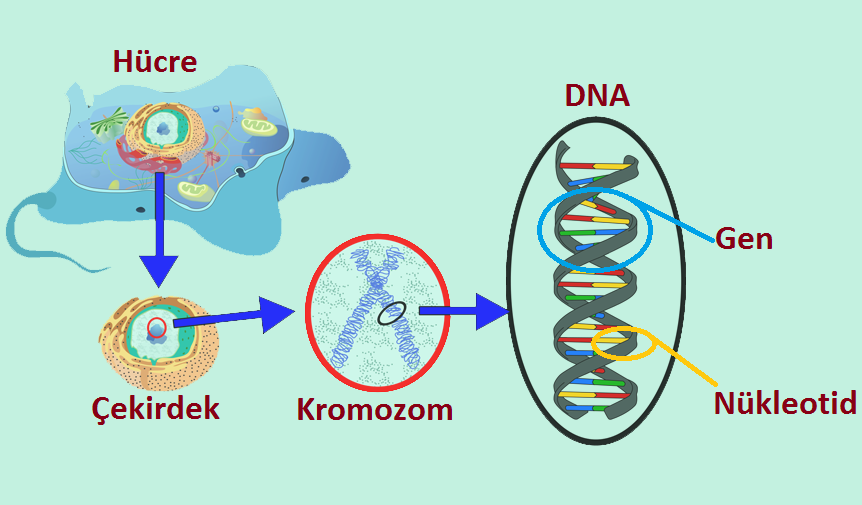 Hücre
DNA
Gen
Çekirdek
Kromozom
Nükleotid